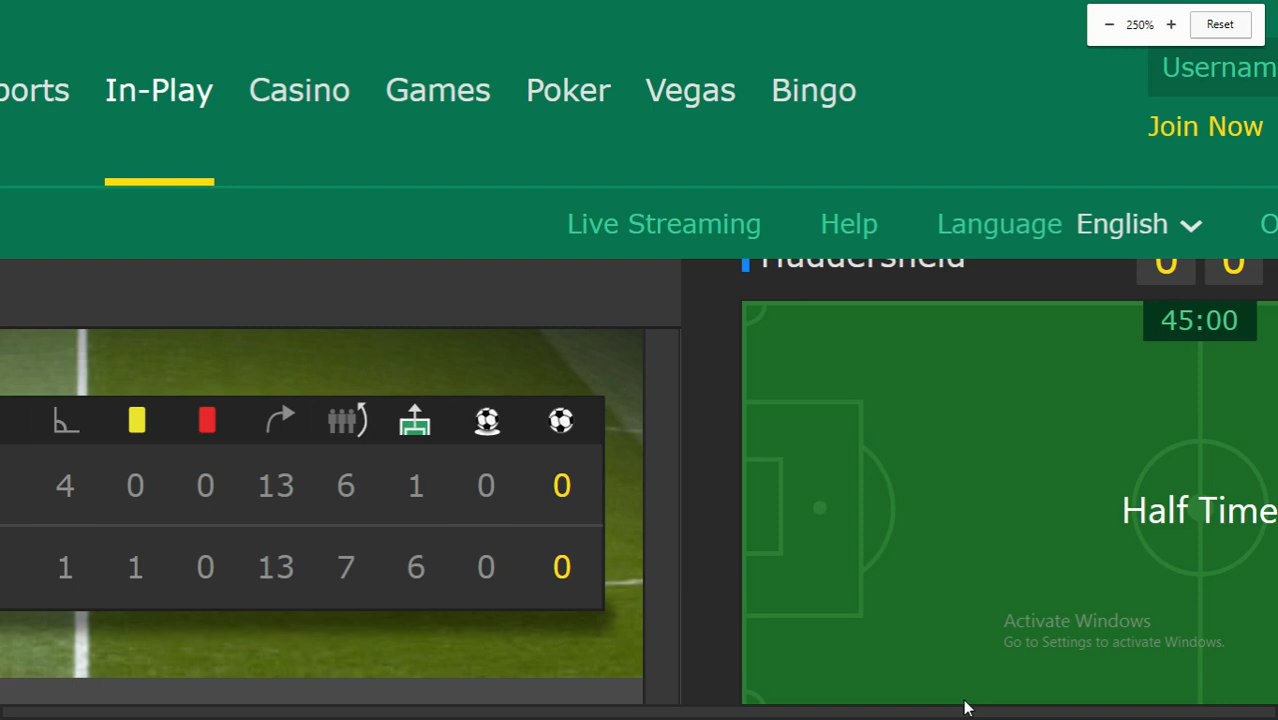 250% Reset
Usernam
ports In-Play Casino Games Poker Vegas Bingo
Join Now
Live Streaming Help Language English O
Huddersfield 0 0
45:00
4 0 0 13 6 1 0 0
Half Time
1 1 0 13 7 6 0 0
Activate Windows
Go to Settings to activate Windows.